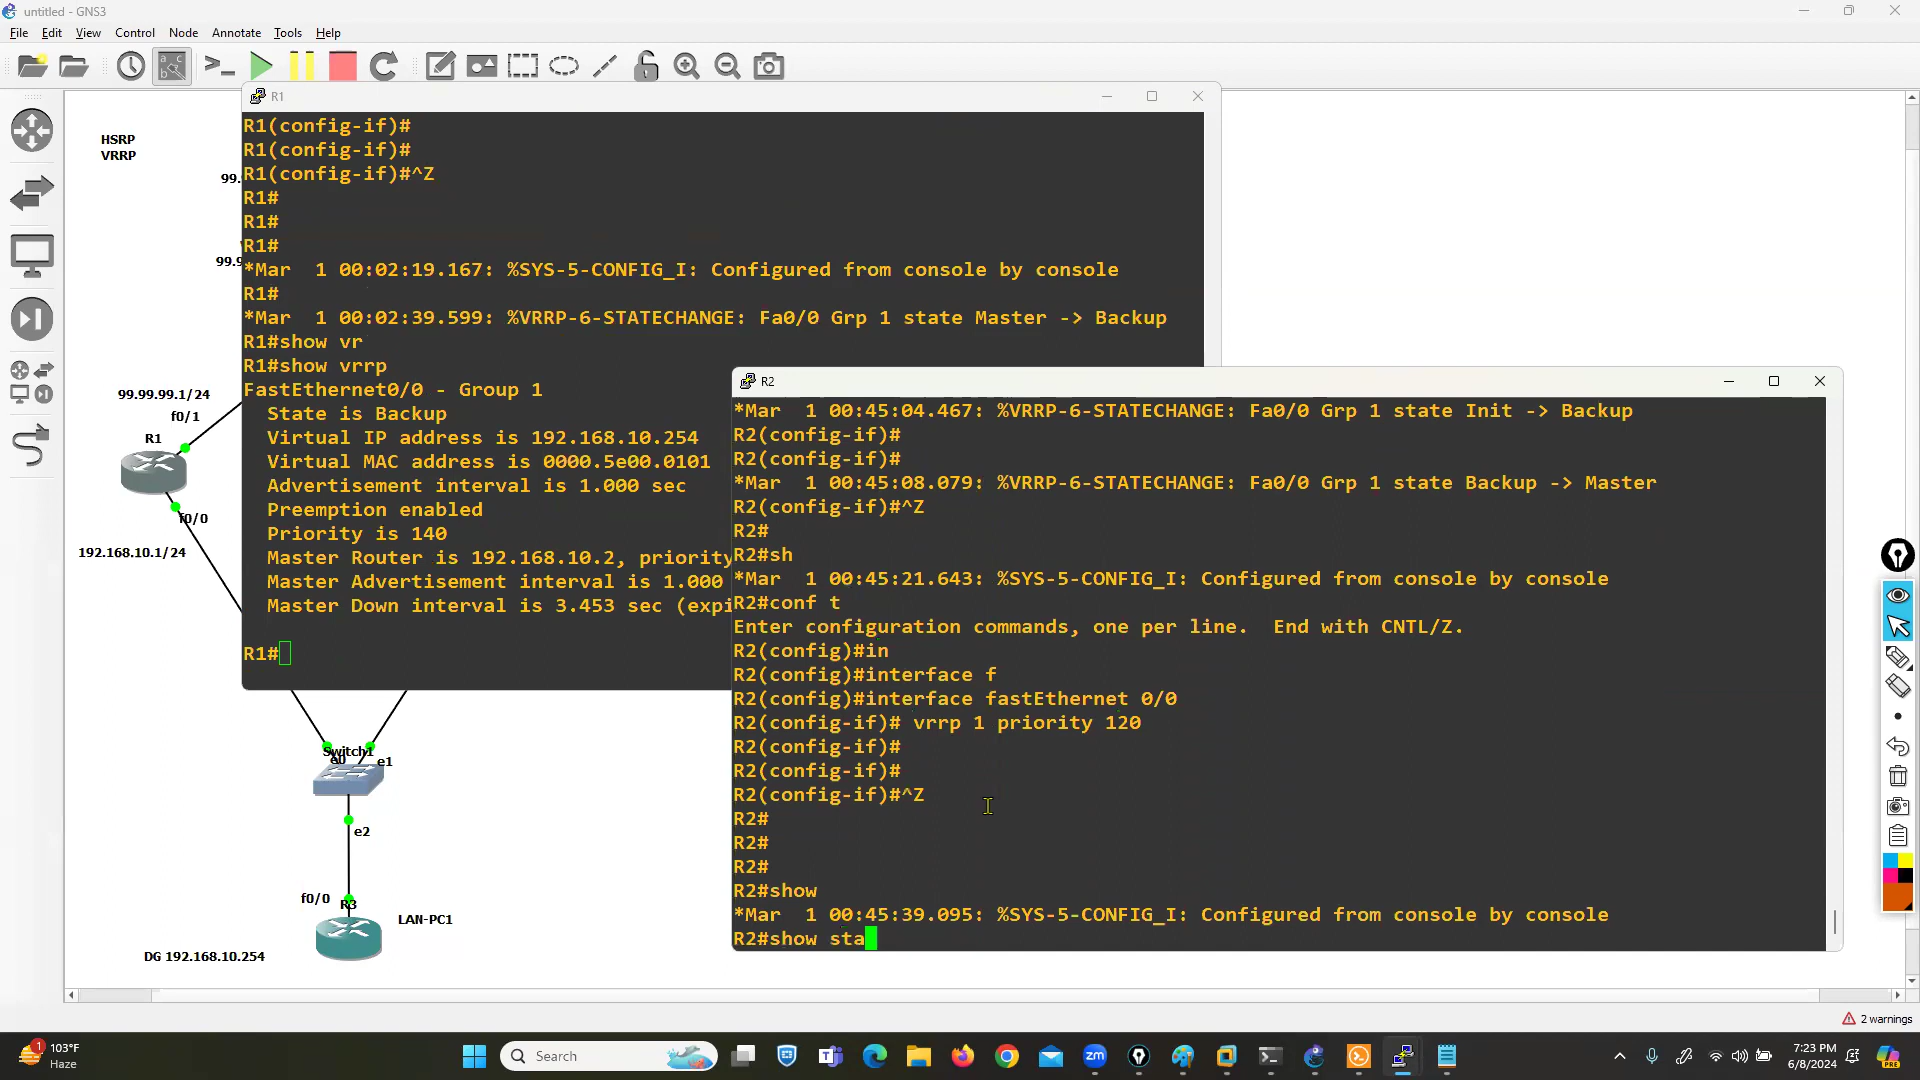 untitled - GNS3
File Edit View Control Node Annotate Tools Help
HSRP
VRRP
99.
99.9
99.99.99.1/24
f0/1
R1
f0/0
192.168.10.1/24
Switch1
e1
e2
f0/0
R3
LAN-PC1
DG 192.168.10.254
R1
R1(config-if)#
R1(config-if)#
R1(config-if)#^Z
R1#
R1#
R1#
*Mar  1 00:02:19.167: %SYS-5-CONFIG_I: Configured from console by console
R1#
*Mar  1 00:02:39.599: %VRRP-6-STATECHANGE: Fa0/0 Grp 1 state Master -> Backup
R1#show vr
R1#show vrrp
FastEthernet0/0 - Group 1
State is Backup
Virtual IP address is 192.168.10.254
Virtual MAC address is 0000.5e00.0101
Advertisement interval is 1.000 sec
Preemption enabled
Priority is 140
Master Router is 192.168.10.2, priority
Master Advertisement interval is 1.000
Master Down interval is 3.453 sec (expi
R1#
R2
*Mar  1 00:45:04.467: %VRRP-6-STATECHANGE: Fa0/0 Grp 1 state Init -> Backup
R2(config-if)#
R2(config-if)#
*Mar  1 00:45:08.079: %VRRP-6-STATECHANGE: Fa0/0 Grp 1 state Backup -> Master
R2(config-if)#^Z
R2#
R2#sh
*Mar  1 00:45:21.643: %SYS-5-CONFIG_I: Configured from console by console
R2#conf t
Enter configuration commands, one per line.  End with CNTL/Z.
R2(config)#in
R2(config)#interface f
R2(config)#interface fastEthernet 0/0
R2(config-if)# vrrp 1 priority 120
R2(config-if)#
R2(config-if)#
R2(config-if)#^Z
R2#
R2#
R2#
R2#show
*Mar  1 00:45:39.095: %SYS-5-CONFIG_I: Configured from console by console
R2#show sta
2 warnings
103°F
Haze
Search
7:23 PM
6/8/2024